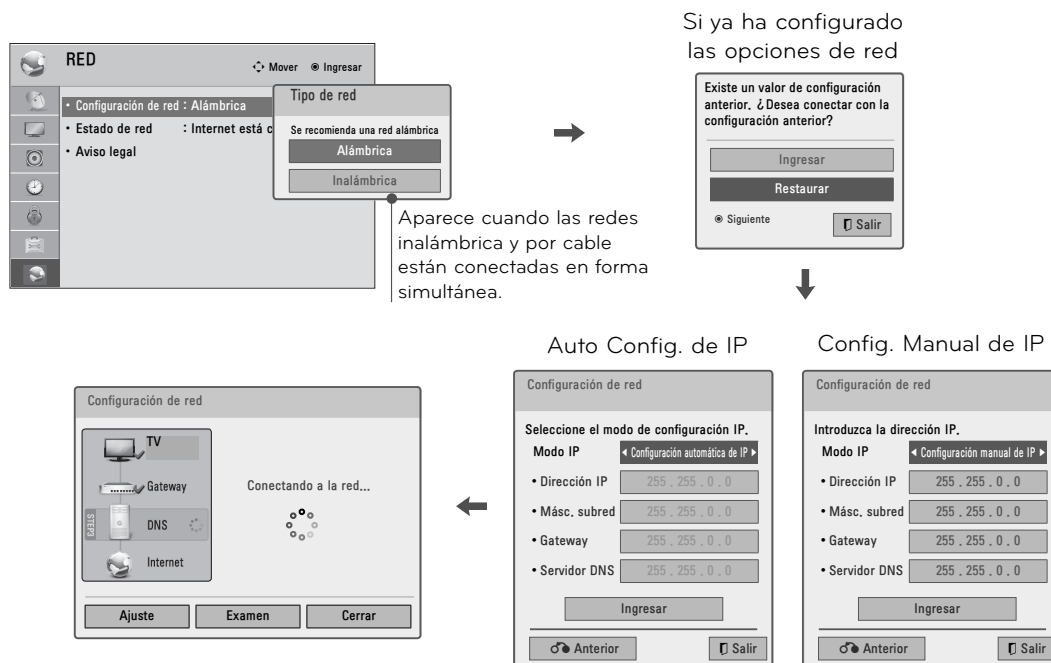 Si ya ha configurado
las opciones de red
RED
Mover Ingresar
• Configuración de red : Alámbrica
• Estado de red : Internet está c
• Aviso legal
Tipo de red
Se recomienda una red alámbrica
Alámbrica
Inalámbrica
Aparece cuando las redes
inalámbrica y por cable
están conectadas en forma
simultánea.
Existe un valor de configuración
anterior. ¿Desea conectar con la
configuración anterior?
Ingresar
Restaurar
Siguiente
Salir
Auto Config. de IP
Configuración de red
Seleccione el modo de configuración IP.
Modo IP ◀ Configuración automática de IP ▶
• Dirección IP 255 . 255 . 0 . 0
• Másc. subred 255 . 255 . 0 . 0
• Gateway 255 . 255 . 0 . 0
• Servidor DNS 255 . 255 . 0 . 0
Ingresar
Anterior
Salir
Config. Manual de IP
Configuración de red
Introduzca la dirección IP.
Modo IP ◀ Configuración manual de IP ▶
• Dirección IP 255 . 255 . 0 . 0
• Másc. subred 255 . 255 . 0 . 0
• Gateway 255 . 255 . 0 . 0
• Servidor DNS 255 . 255 . 0 . 0
Ingresar
Anterior
Salir
Configuración de red
TV
Gateway
STEP3
DNS
Internet
Conectando a la red...
Ajuste
Examen
Cerrar